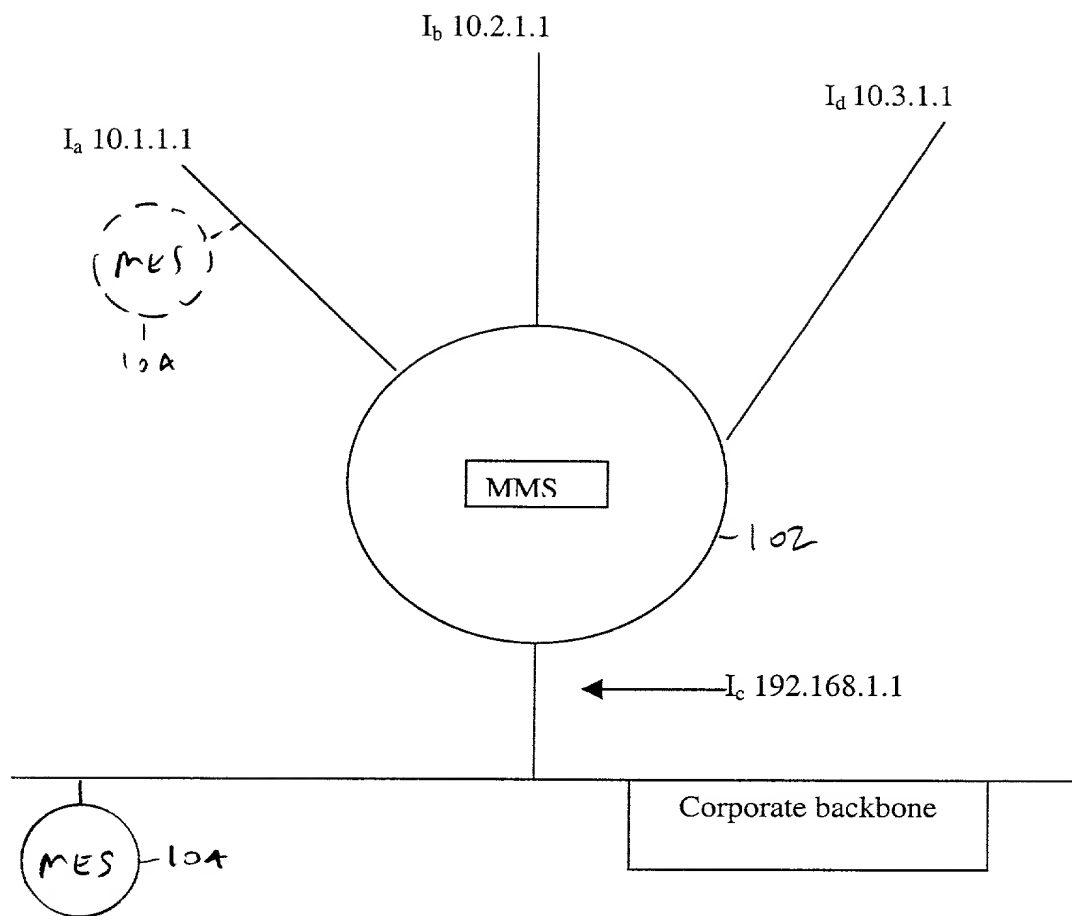 I_b 10.2.1.1
I_d 10.3.1.1
I_a 10.1.1.1
MES
104
MMS
102
I_c 192.168.1.1
Corporate backbone
MES
104